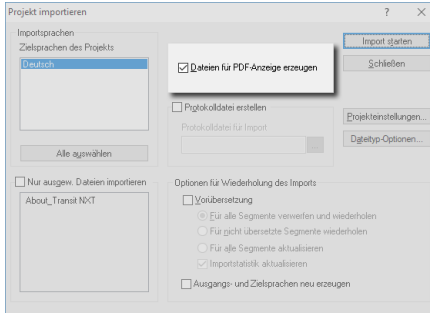 Projekt importieren
Importsprachen
Zielsprachen des Projekts
Deutsch
Alle auswählen
Dateien für PDF-Anzeige erzeugen
Protokolldatei erstellen
Protokolldatei für Import
...
Import starten
Schließen
Projekteinstellungen...
Dateityp-Optionen...
Nur ausgew. Dateien importieren
About_Transit NXT
Optionen für Wiederholung des Imports
Vorübersetzung
Für alle Segmente verwerfen und wiederholen
Für nicht übersetzte Segmente wiederholen
Für alle Segmente aktualisieren
Importstatistik aktualisieren
Ausgangs- und Zielsprachen neu erzeugen